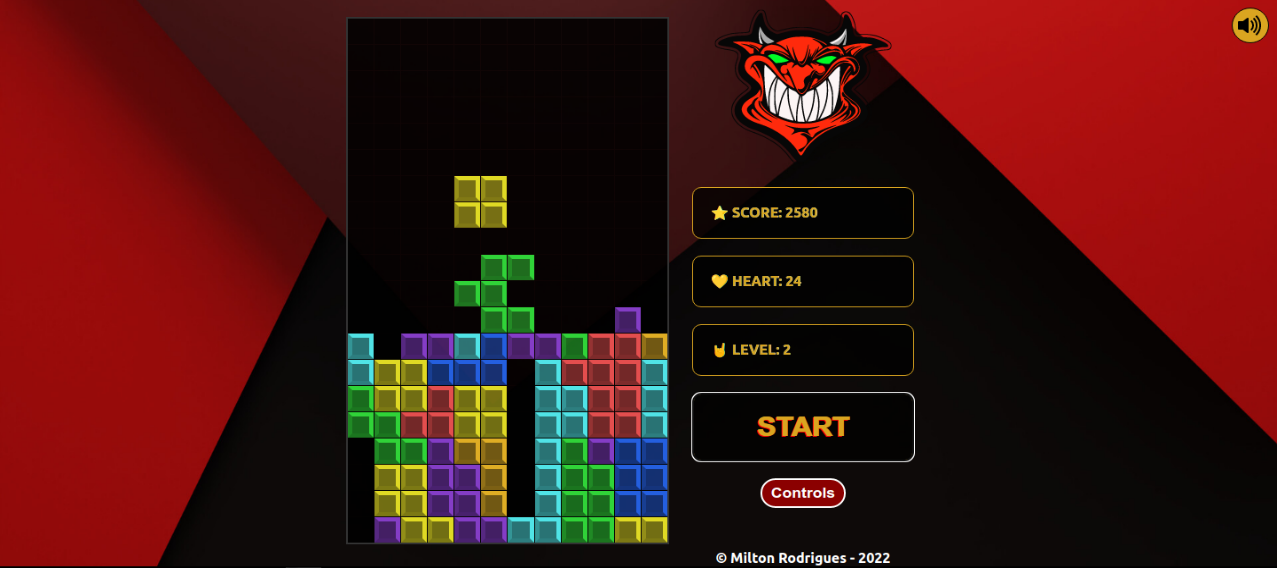 SCORE: 2580
HEART: 24
LEVEL: 2
START
Controls
© Milton Rodrigues - 2022